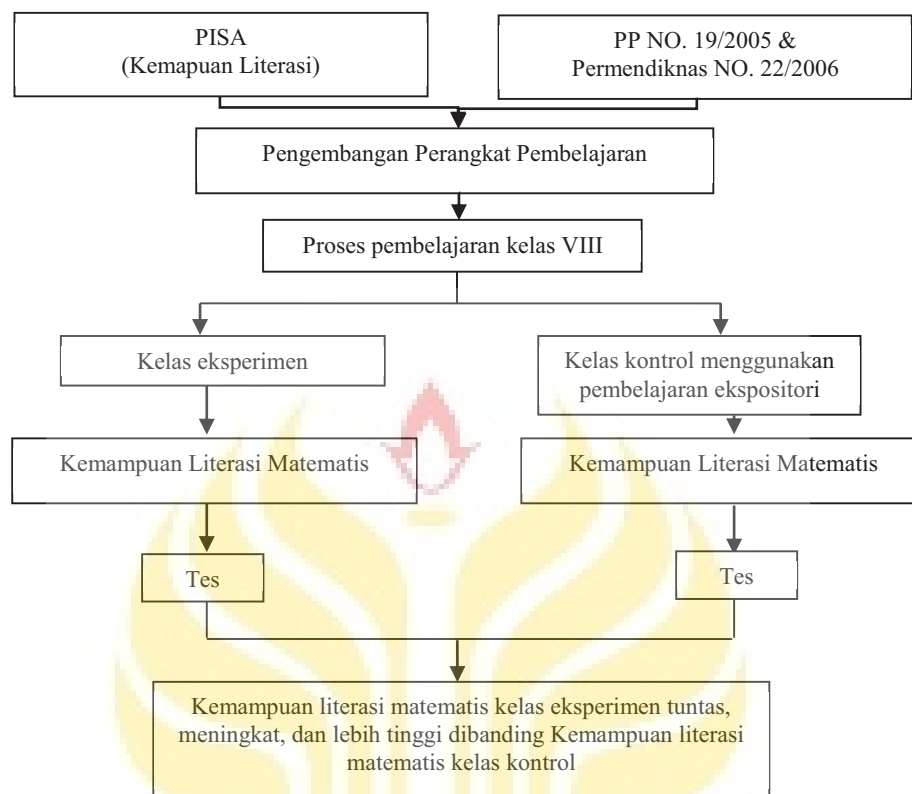 PISA
(Kemapuan Literasi)
PP NO. 19/2005 &
Permendiknas NO. 22/2006
Pengembangan Perangkat Pembelajaran
Proses pembelajaran kelas VIII
Kelas eksperimen
Kelas kontrol menggunakan
pembelajaran ekspositori
Kemampuan Literasi Matematis
Kemampuan Literasi Matematis
Tes
Tes
Kemampuan literasi matematis kelas eksperimen tuntas,
meningkat, dan lebih tinggi dibanding Kemampuan literasi
matematis kelas kontrol